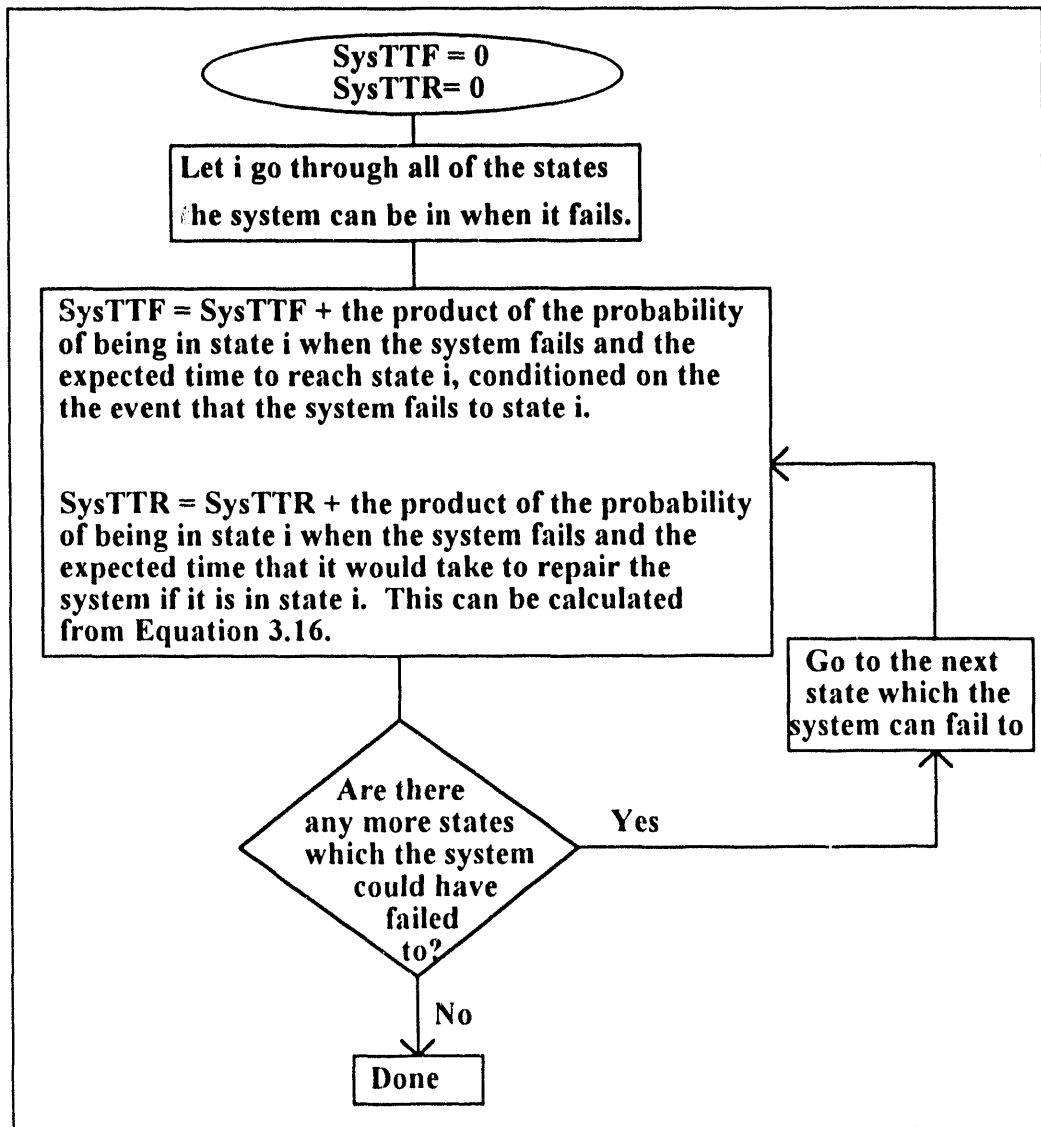 SysTTF = 0
SysTTR= 0
Let i go through all of the states
the system can be in when it fails.
SysTTF = SysTTF + the product of the probability
of being in state i when the system fails and the
expected time to reach state i, conditioned on the
the event that the system fails to state i.
SysTTR = SysTTR + the product of the probability
of being in state i when the system fails and the
expected time that it would take to repair the
system if it is in state i. This can be calculated
from Equation 3.16.
Go to the next
state which the
system can fail to
Are there
any more states
which the system
could have
failed
to?
Yes
No
Done